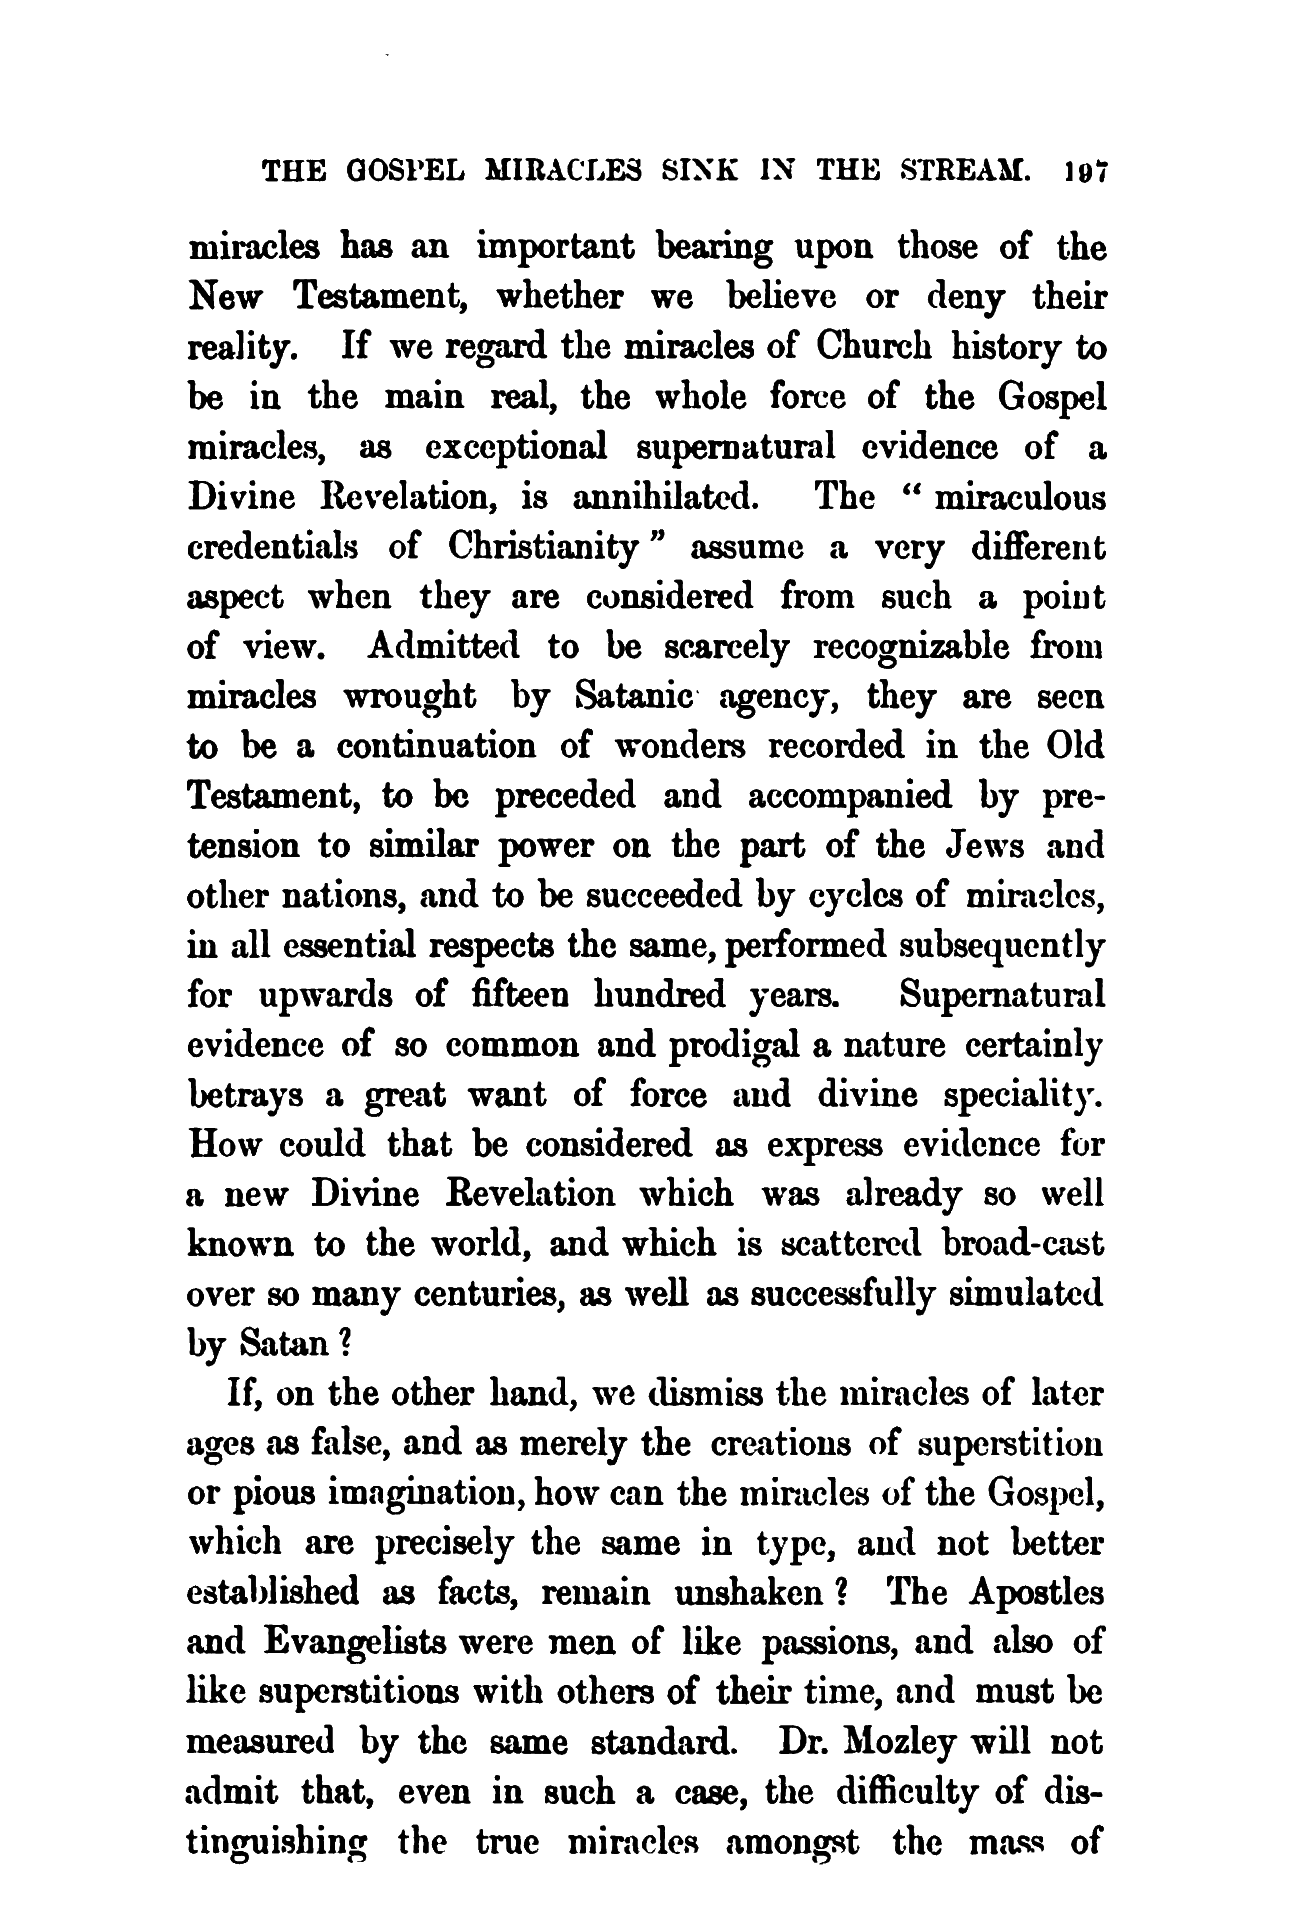 THE GOSPEL MIRACLES SINK IN THE STREAM. 197
miracles has an important bearing upon those of the
New Testament, whether we believe or deny their
reality. If we regard the miracles of Church history to
be in the main real, the whole force of the Gospel
miracles, as exceptional supernatural evidence of a
Divine Revelation, is annihilated. The “ miraculous
credentials of Christianity ” assume a very different
aspect when they are considered from such a point
of view. Admitted to be scarcely recognizable from
miracles wrought by Satanic agency, they are seen
to be a continuation of wonders recorded in the Old
Testament, to be preceded and accompanied by pre-
tension to similar power on the part of the Jews and
other nations, and to be succeeded by cycles of miracles,
in all essential respects the same, performed subsequently
for upwards of fifteen hundred years. Supernatural
evidence of so common and prodigal a nature certainly
betrays a great want of force and divine speciality.
How could that be considered as express evidence for
a new Divine Revelation which was already so well
known to the world, and which is scattered broad-cast
over so many centuries, as well as successfully simulated
by Satan ?
If, on the other hand, we dismiss the miracles of later
ages as false, and as merely the creations of superstition
or pious imagination, how can the miracles of the Gospel,
which are precisely the same in type, and not better
established as facts, remain unshaken ? The Apostles
and Evangelists were men of like passions, and also of
like superstitions with others of their time, and must be
measured by the same standard. Dr. Mozley will not
admit that, even in such a case, the difficulty of dis-
tinguishing the true miracles amongst the mass of